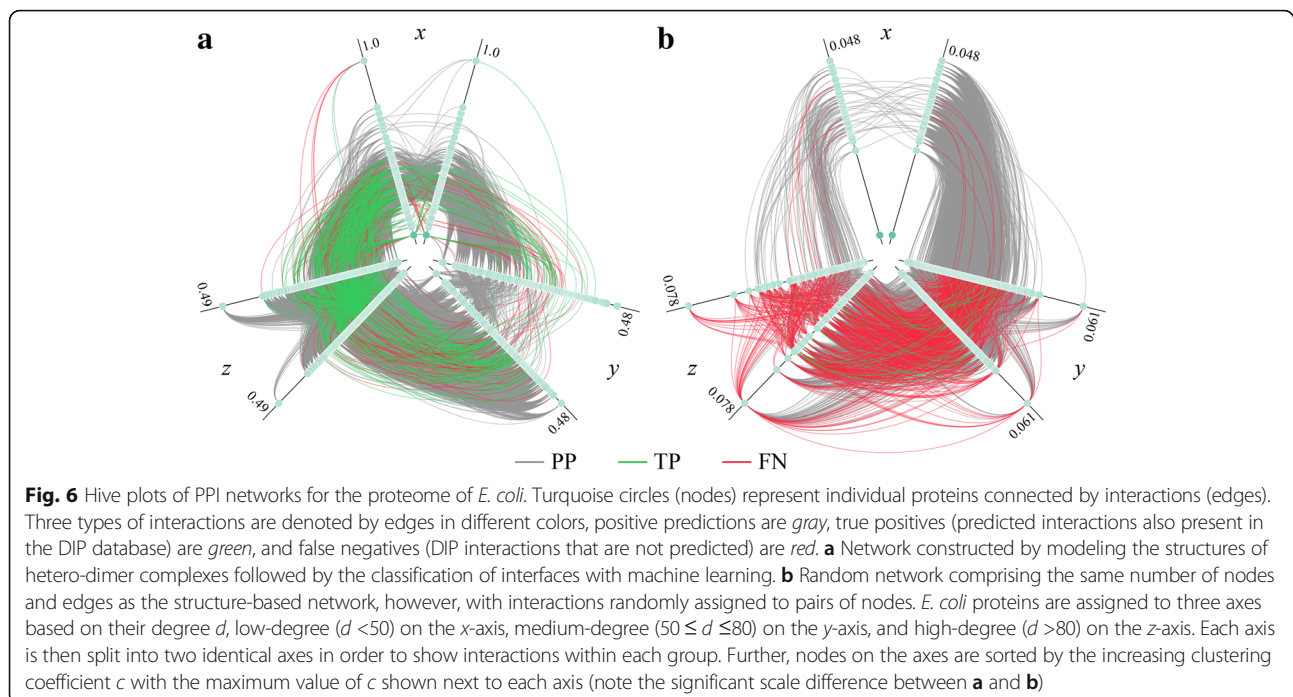 a
x
1.0
1.0
0.49
0.48
z
y
0.49
0.48
b
x
0.048
0.048
0.078
0.061
z
y
0.078
0.061
PP TP FN
Fig. 6 Hive plots of PPI networks for the proteome of E. coli. Turquoise circles (nodes) represent individual proteins connected by interactions (edges).
Three types of interactions are denoted by edges in different colors, positive predictions are gray, true positives (predicted interactions also present in
the DIP database) are green, and false negatives (DIP interactions that are not predicted) are red. a Network constructed by modeling the structures of
hetero-dimer complexes followed by the classification of interfaces with machine learning. b Random network comprising the same number of nodes
and edges as the structure-based network, however, with interactions randomly assigned to pairs of nodes. E. coli proteins are assigned to three axes
based on their degree d, low-degree (d <50) on the x-axis, medium-degree (50 ≤ d ≤80) on the y-axis, and high-degree (d >80) on the z-axis. Each axis
is then split into two identical axes in order to show interactions within each group. Further, nodes on the axes are sorted by the increasing clustering
coefficient c with the maximum value of c shown next to each axis (note the significant scale difference between a and b)